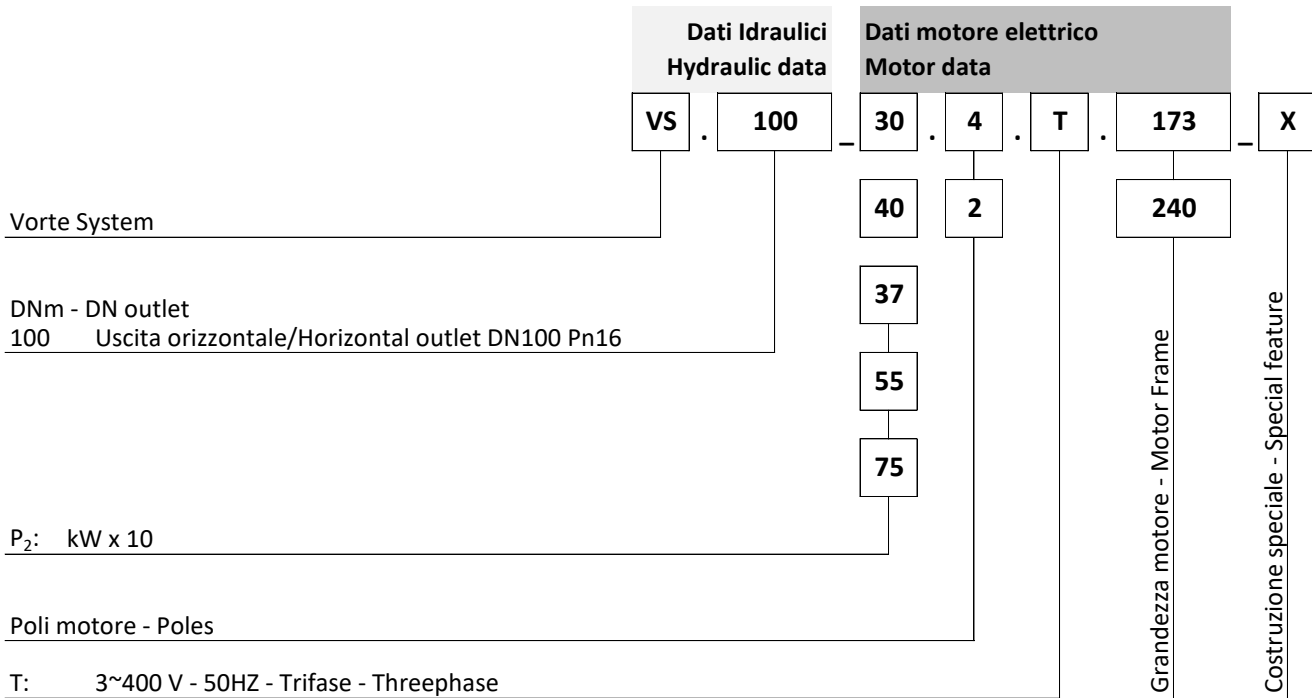 Dati Idraulici
Hydraulic data
Dati motore elettrico
Motor data
VS . 100 _ 30 . 4 . T . 173 _ X
40 2 240
Vorte System
37
DNm - DN outlet
100 Uscita orizzontale/Horizontal outlet DN100 Pn16
55
75
P₂: kW x 10
Poli motore - Poles
T: 3~400 V - 50HZ - Trifase - Threephase
Grandezza motore - Motor Frame
Costruzione speciale - Special feature